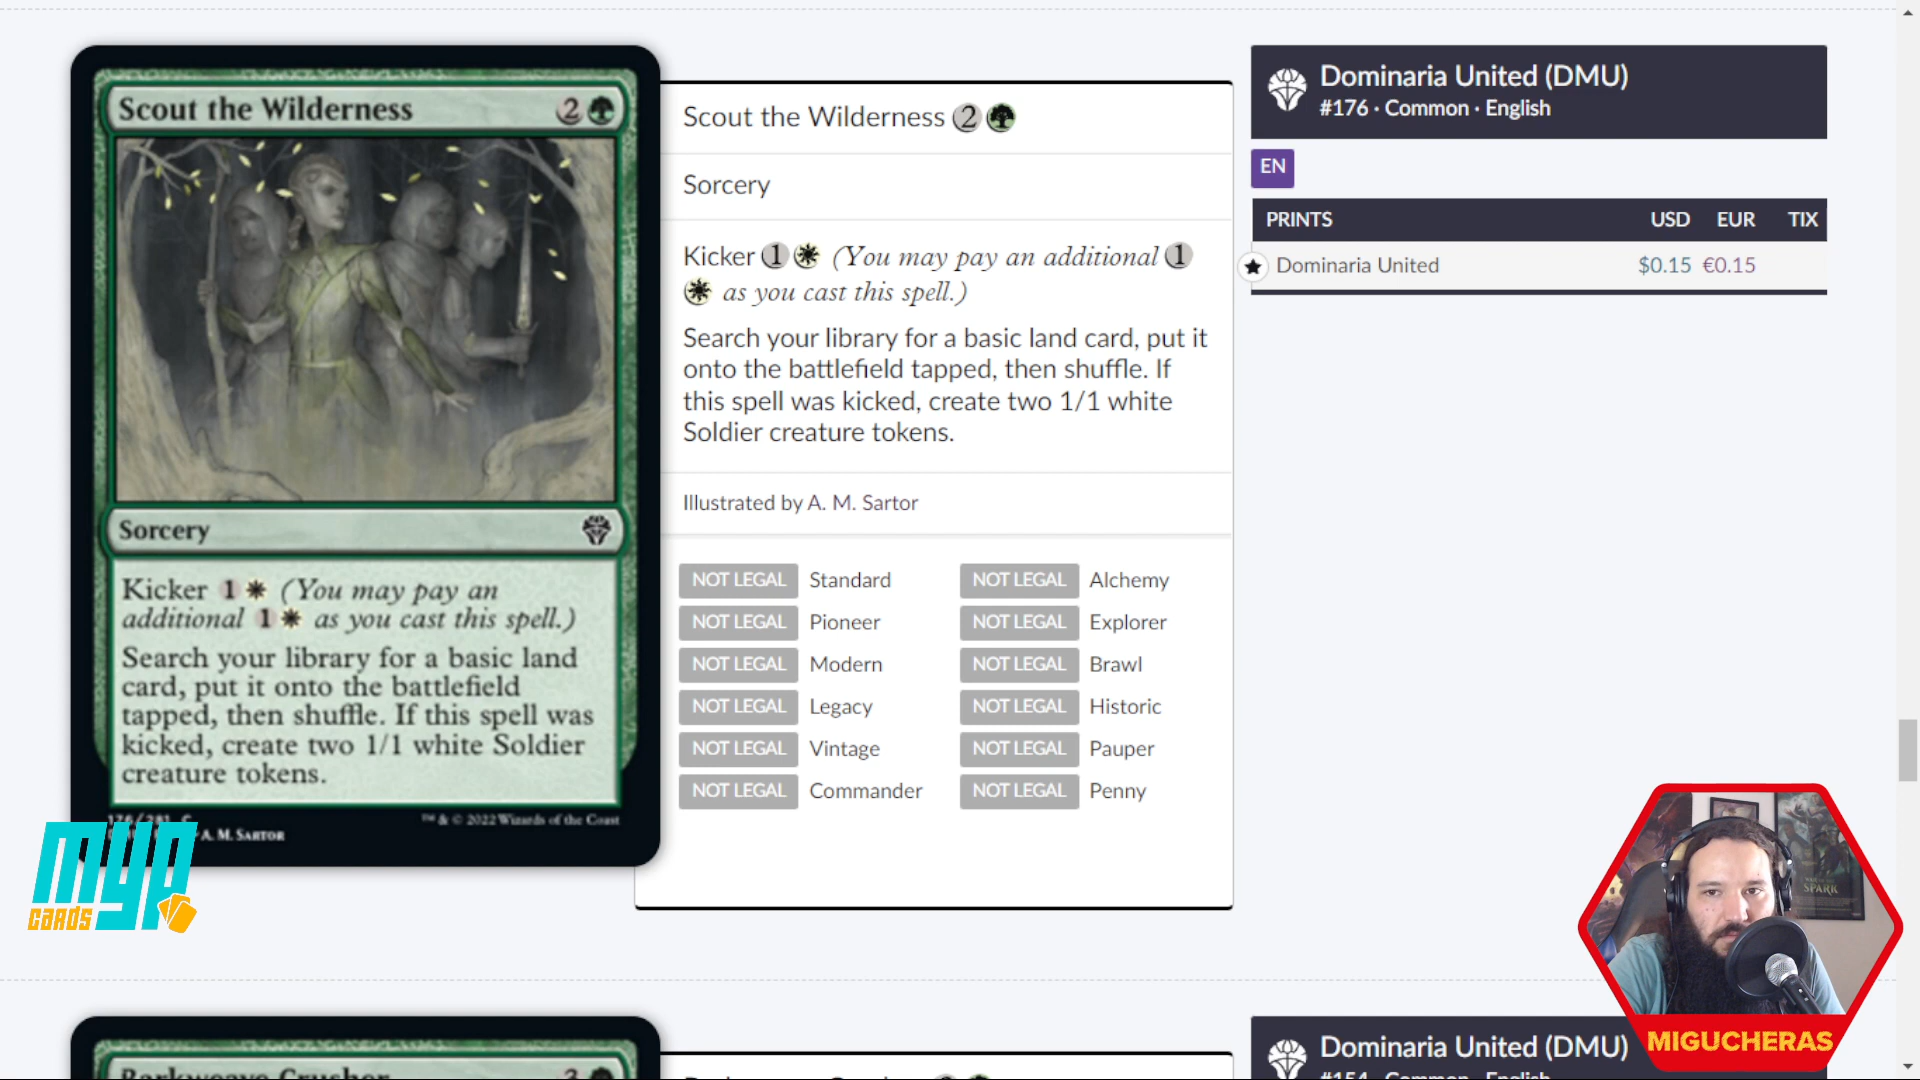 Scout the Wilderness 2
Sorcery
Kicker 1 (You may pay an
additional 1 as you cast this spell.)
Search your library for a basic land
card, put it onto the battlefield
tapped, then shuffle. If this spell was
kicked, create two 1/1 white Soldier
creature tokens.
176/281 C
A. M. Sartor
™ & © 2022 Wizards of the Coast
myp
cards
Scout the Wilderness 2
Sorcery
Kicker 1 (You may pay an additional 1
as you cast this spell.)
Search your library for a basic land card, put it
onto the battlefield tapped, then shuffle. If
this spell was kicked, create two 1/1 white
Soldier creature tokens.
Illustrated by A. M. Sartor
NOT LEGAL Standard NOT LEGAL Alchemy
NOT LEGAL Pioneer NOT LEGAL Explorer
NOT LEGAL Modern NOT LEGAL Brawl
NOT LEGAL Legacy NOT LEGAL Historic
NOT LEGAL Vintage NOT LEGAL Pauper
NOT LEGAL Commander NOT LEGAL Penny
Dominaria United (DMU)
#176 · Common · English
EN
PRINTS USD EUR TIX
Dominaria United $0.15 €0.15
SPARK
MIGUCHERAS
Barkweave Crusher
Dominaria United (DMU)
#154 · Common · English